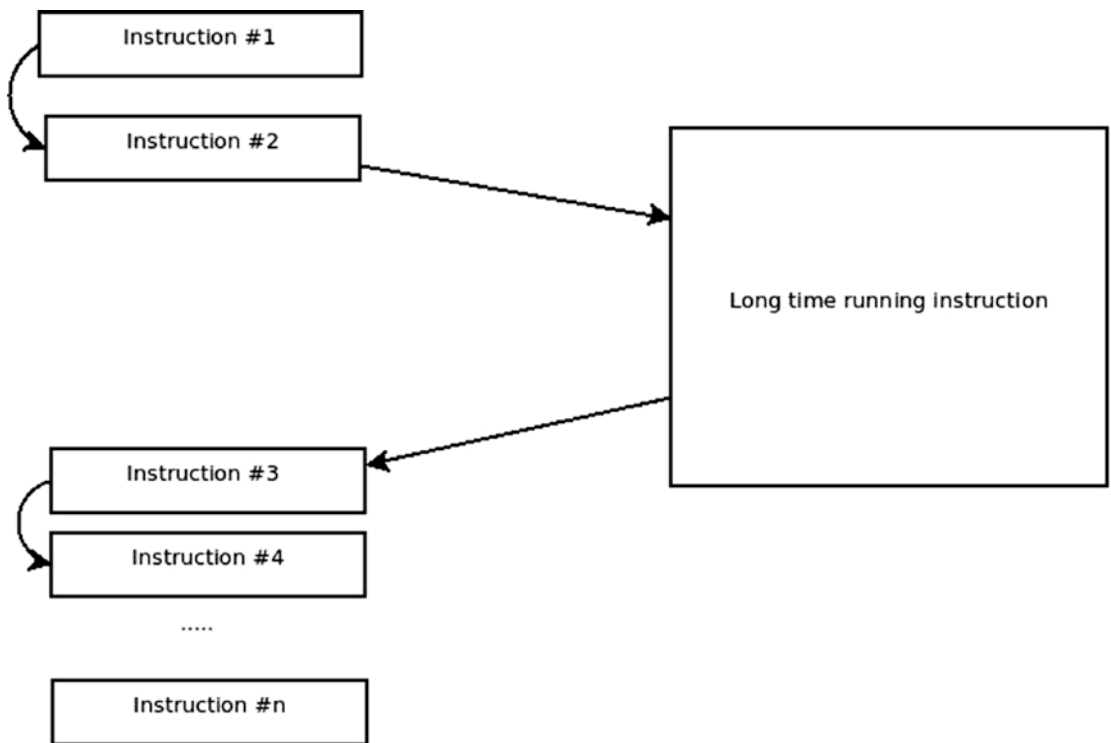 Instruction #1
Instruction #2
Long time running instruction
Instruction #3
Instruction #4
.....
Instruction #n